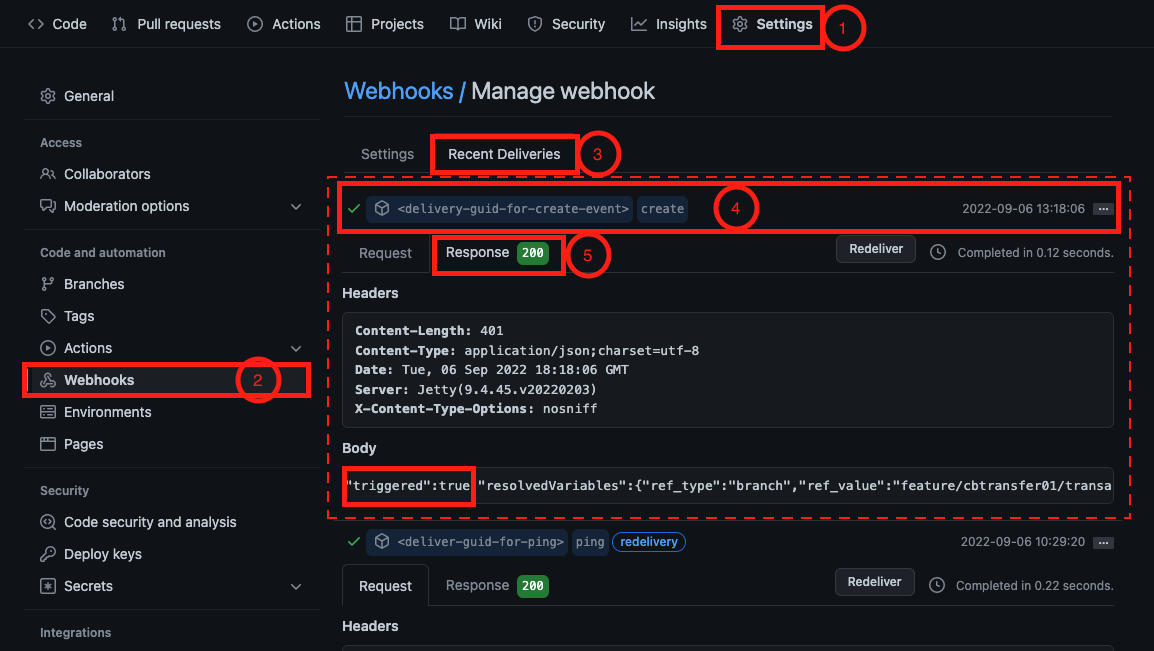 Code Pull requests Actions Projects Wiki Security Insights Settings 1
General
Access
Collaborators
Moderation options
Code and automation
Branches
Tags
Actions
Webhooks 2
Environments
Pages
Security
Code security and analysis
Deploy keys
Secrets
Integrations
Webhooks / Manage webhook
Settings Recent Deliveries 3
<delivery-guid-for-create-event> create 4 2022-09-06 13:18:06 ...
Request Response 200 5 Redeliver Completed in 0.12 seconds.
Headers
Content-Length: 401
Content-Type: application/json;charset=utf-8
Date: Tue, 06 Sep 2022 18:18:06 GMT
Server: Jetty(9.4.45.v20220203)
X-Content-Type-Options: nosniff
Body
"triggered":true "resolvedVariables":{"ref_type":"branch","ref_value":"feature/cbtransfer01/transa
<deliver-guid-for-ping> ping redelivery 2022-09-06 10:29:20 ...
Request Response 200 Redeliver Completed in 0.22 seconds.
Headers